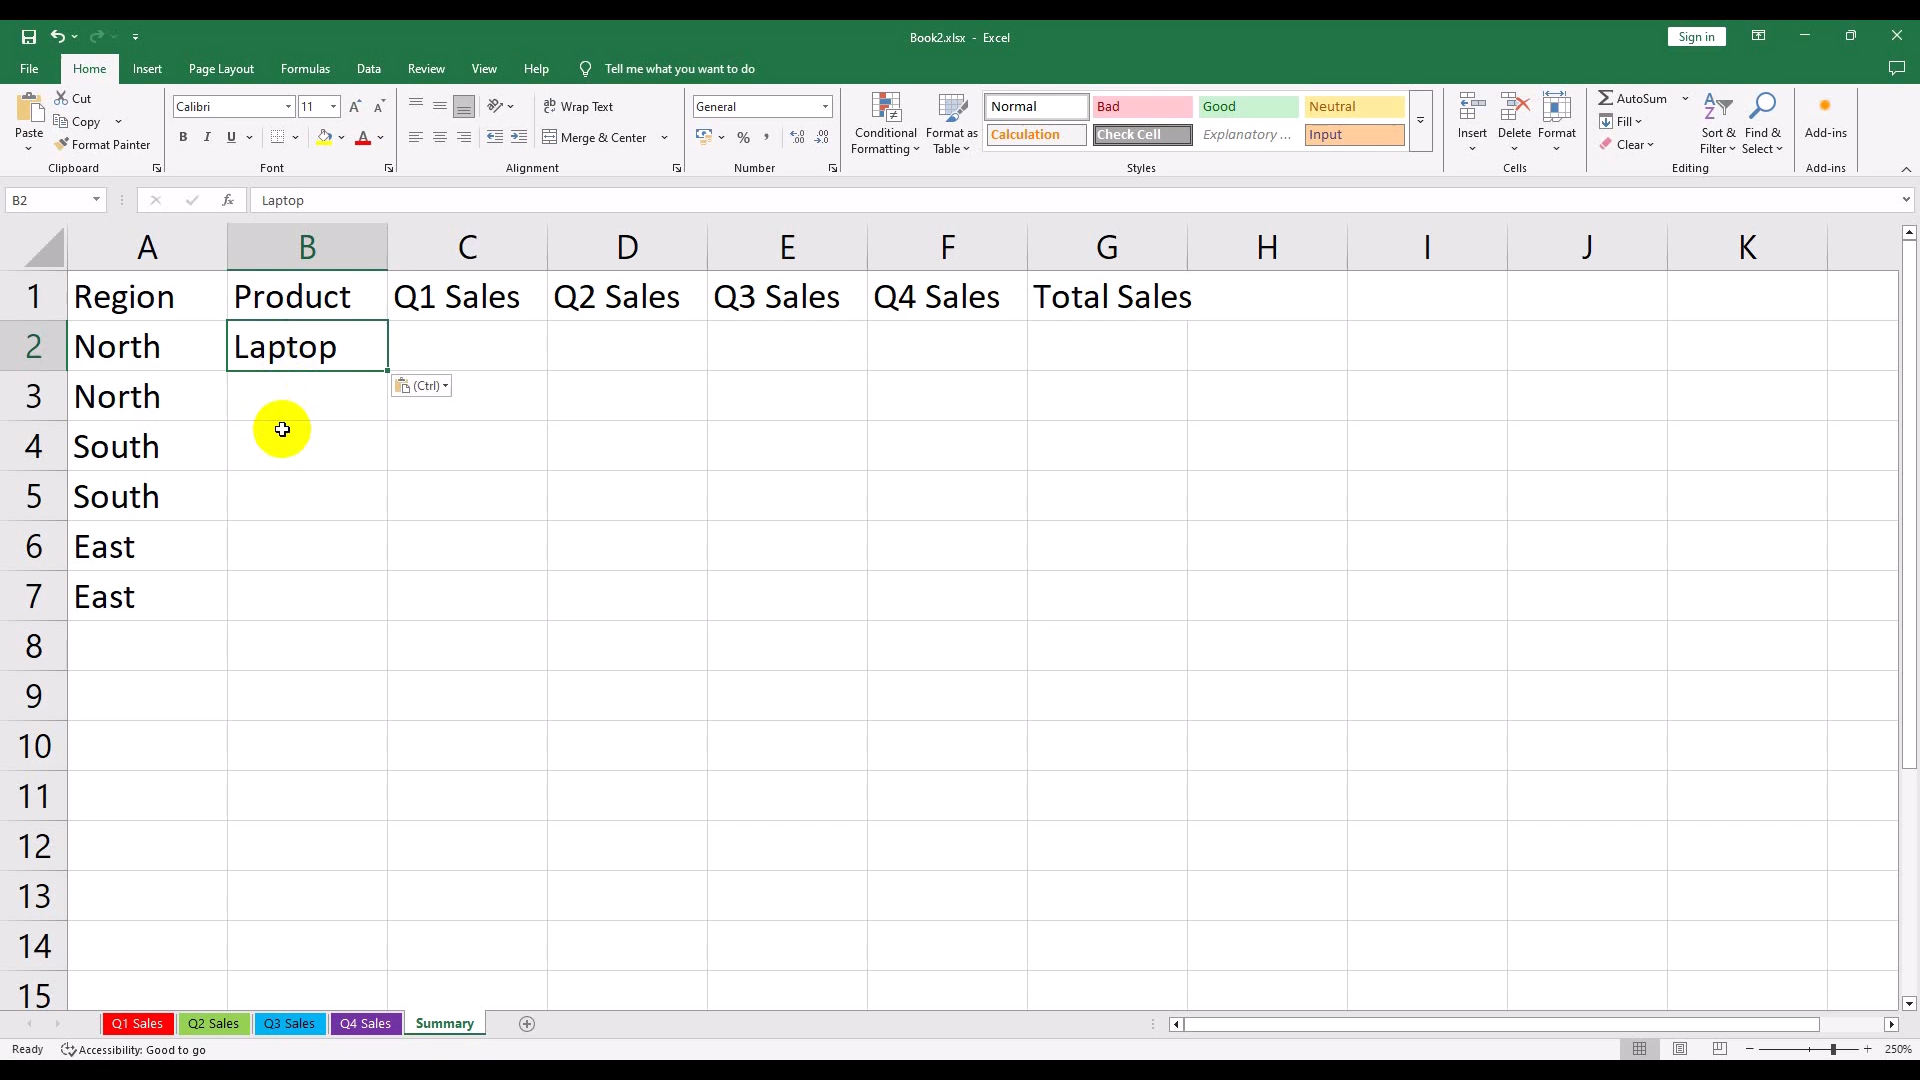 Book2.xlsx - Excel
Sign in
File Home Insert Page Layout Formulas Data Review View Help Tell me what you want to do
Paste
Cut
Copy
Format Painter
Clipboard
Calibri 11
B I U A
Font
Wrap Text
Merge & Center
Alignment
General
% ,
Number
Conditional Formatting
Format as Table
Normal Bad Good Neutral
Calculation Check Cell Explanatory ... Input
Styles
Insert Delete Format
Cells
AutoSum
Fill
Clear
Sort & Filter
Find & Select
Editing
Add-ins
Add-ins
B2 fx Laptop
A B C D E F G H I J K
1 Region Product Q1 Sales Q2 Sales Q3 Sales Q4 Sales Total Sales
2 North Laptop
(Ctrl)
3 North
4 South
5 South
6 East
7 East
8
9
10
11
12
13
14
15
Q1 Sales Q2 Sales Q3 Sales Q4 Sales Summary
Ready Accessibility: Good to go 250%